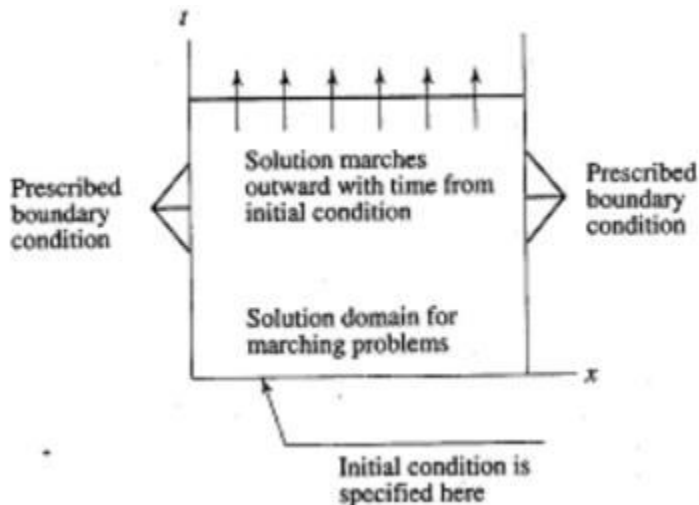 t
Solution marches
outward with time from
initial condition
Prescribed
boundary
condition
Prescribed
boundary
condition
Solution domain for
marching problems
x
Initial condition is
specified here